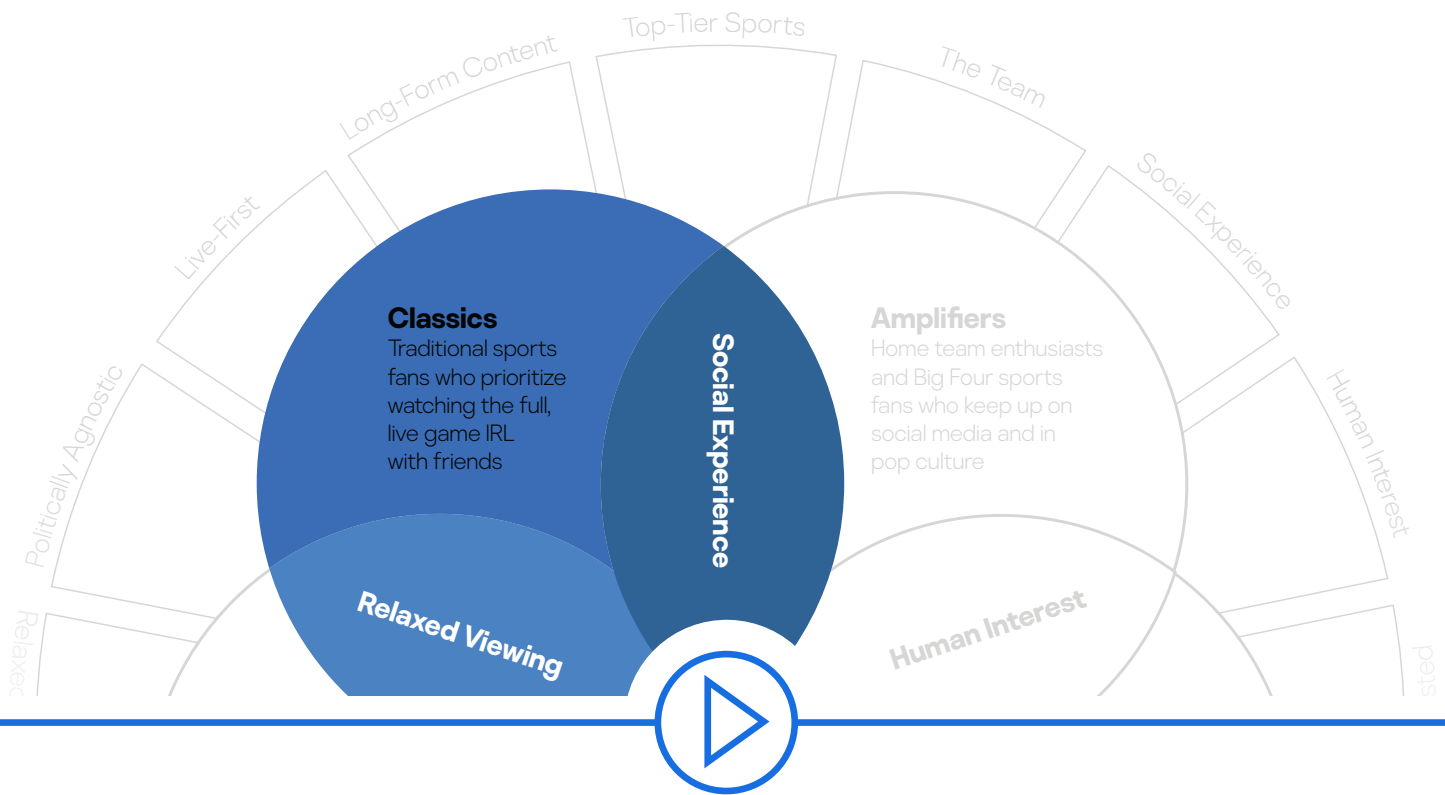 Top-Tier Sports
Long-Form Content
The Team
Live-First
Social Experience
Politically Agnostic
Human Interest
Relaxed
Classics
Traditional sports
fans who prioritize
watching the full,
live game IRL
with friends
Social Experience
Amplifiers
Home team enthusiasts
and Big Four sports
fans who keep up on
social media and in
pop culture
Relaxed Viewing
Human Interest